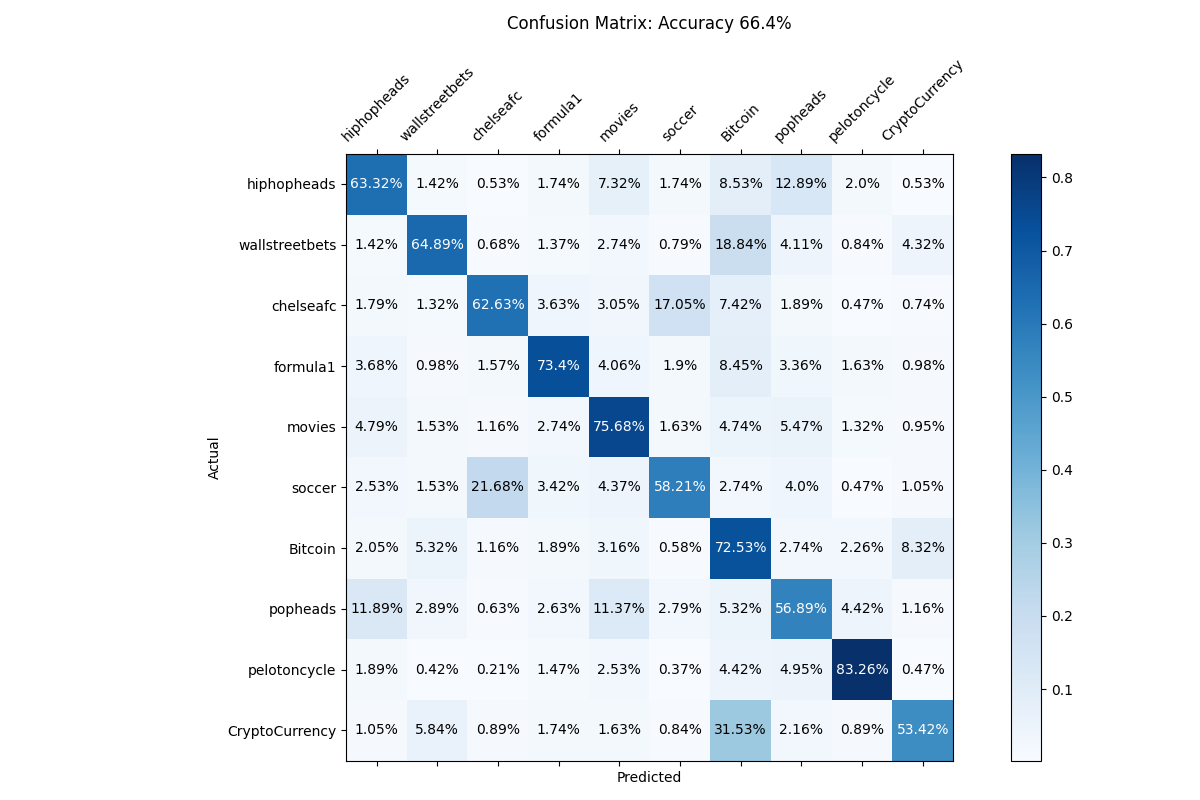 Confusion Matrix: Accuracy 66.4%
hiphopheads wallstreetbets chelseafc formula1 movies soccer Bitcoin popheads pelotoncycle CryptoCurrency
hiphopheads 63.32% 1.42% 0.53% 1.74% 7.32% 1.74% 8.53% 12.89% 2.0% 0.53%
wallstreetbets 1.42% 64.89% 0.68% 1.37% 2.74% 0.79% 18.84% 4.11% 0.84% 4.32%
chelseafc 1.79% 1.32% 62.63% 3.63% 3.05% 17.05% 7.42% 1.89% 0.47% 0.74%
formula1 3.68% 0.98% 1.57% 73.4% 4.06% 1.9% 8.45% 3.36% 1.63% 0.98%
movies 4.79% 1.53% 1.16% 2.74% 75.68% 1.63% 4.74% 5.47% 1.32% 0.95%
soccer 2.53% 1.53% 21.68% 3.42% 4.37% 58.21% 2.74% 4.0% 0.47% 1.05%
Bitcoin 2.05% 5.32% 1.16% 1.89% 3.16% 0.58% 72.53% 2.74% 2.26% 8.32%
popheads 11.89% 2.89% 0.63% 2.63% 11.37% 2.79% 5.32% 56.89% 4.42% 1.16%
pelotoncycle 1.89% 0.42% 0.21% 1.47% 2.53% 0.37% 4.42% 4.95% 83.26% 0.47%
CryptoCurrency 1.05% 5.84% 0.89% 1.74% 1.63% 0.84% 31.53% 2.16% 0.89% 53.42%
Actual
Predicted
0.8
0.7
0.6
0.5
0.4
0.3
0.2
0.1